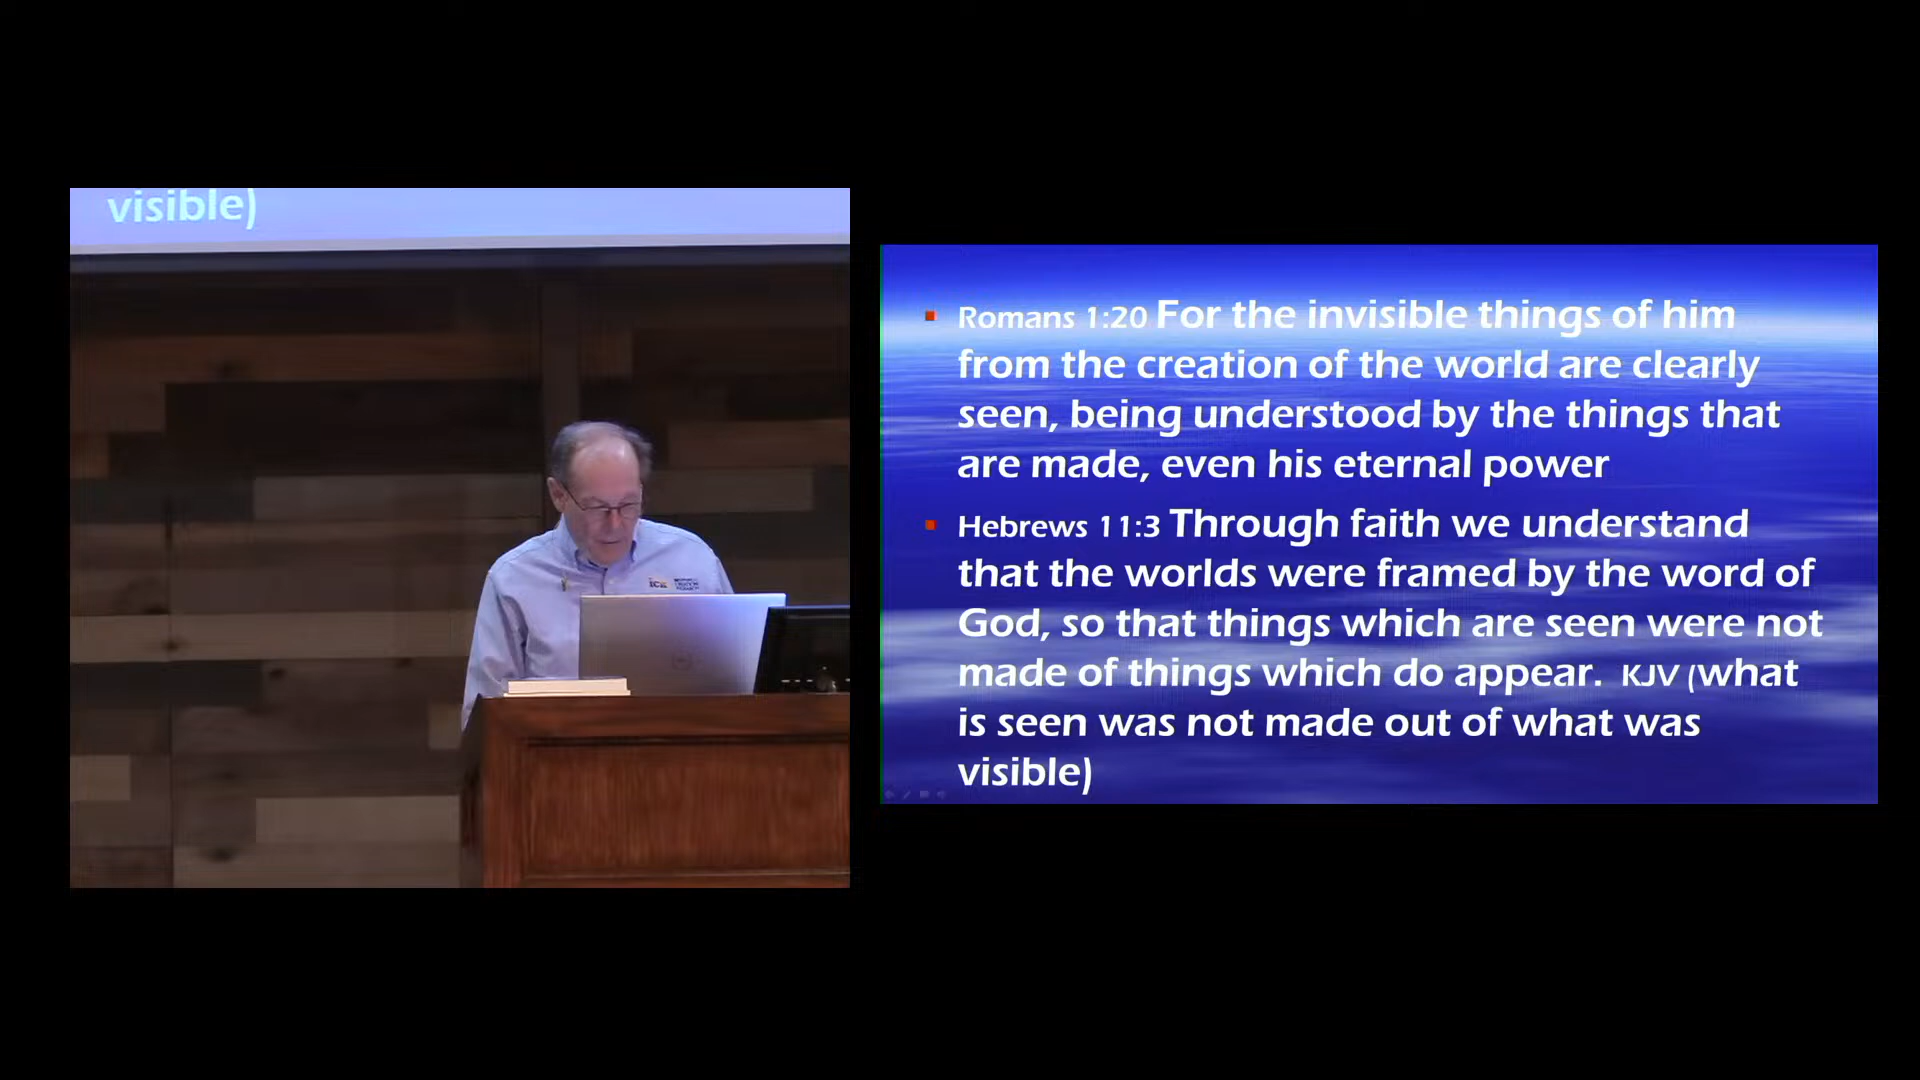 visible)
Romans 1:20 For the invisible things of him
from the creation of the world are clearly
seen, being understood by the things that
are made, even his eternal power
Hebrews 11:3 Through faith we understand
that the worlds were framed by the word of
God, so that things which are seen were not
made of things which do appear. KJV (what
is seen was not made out of what was
visible)
ICR